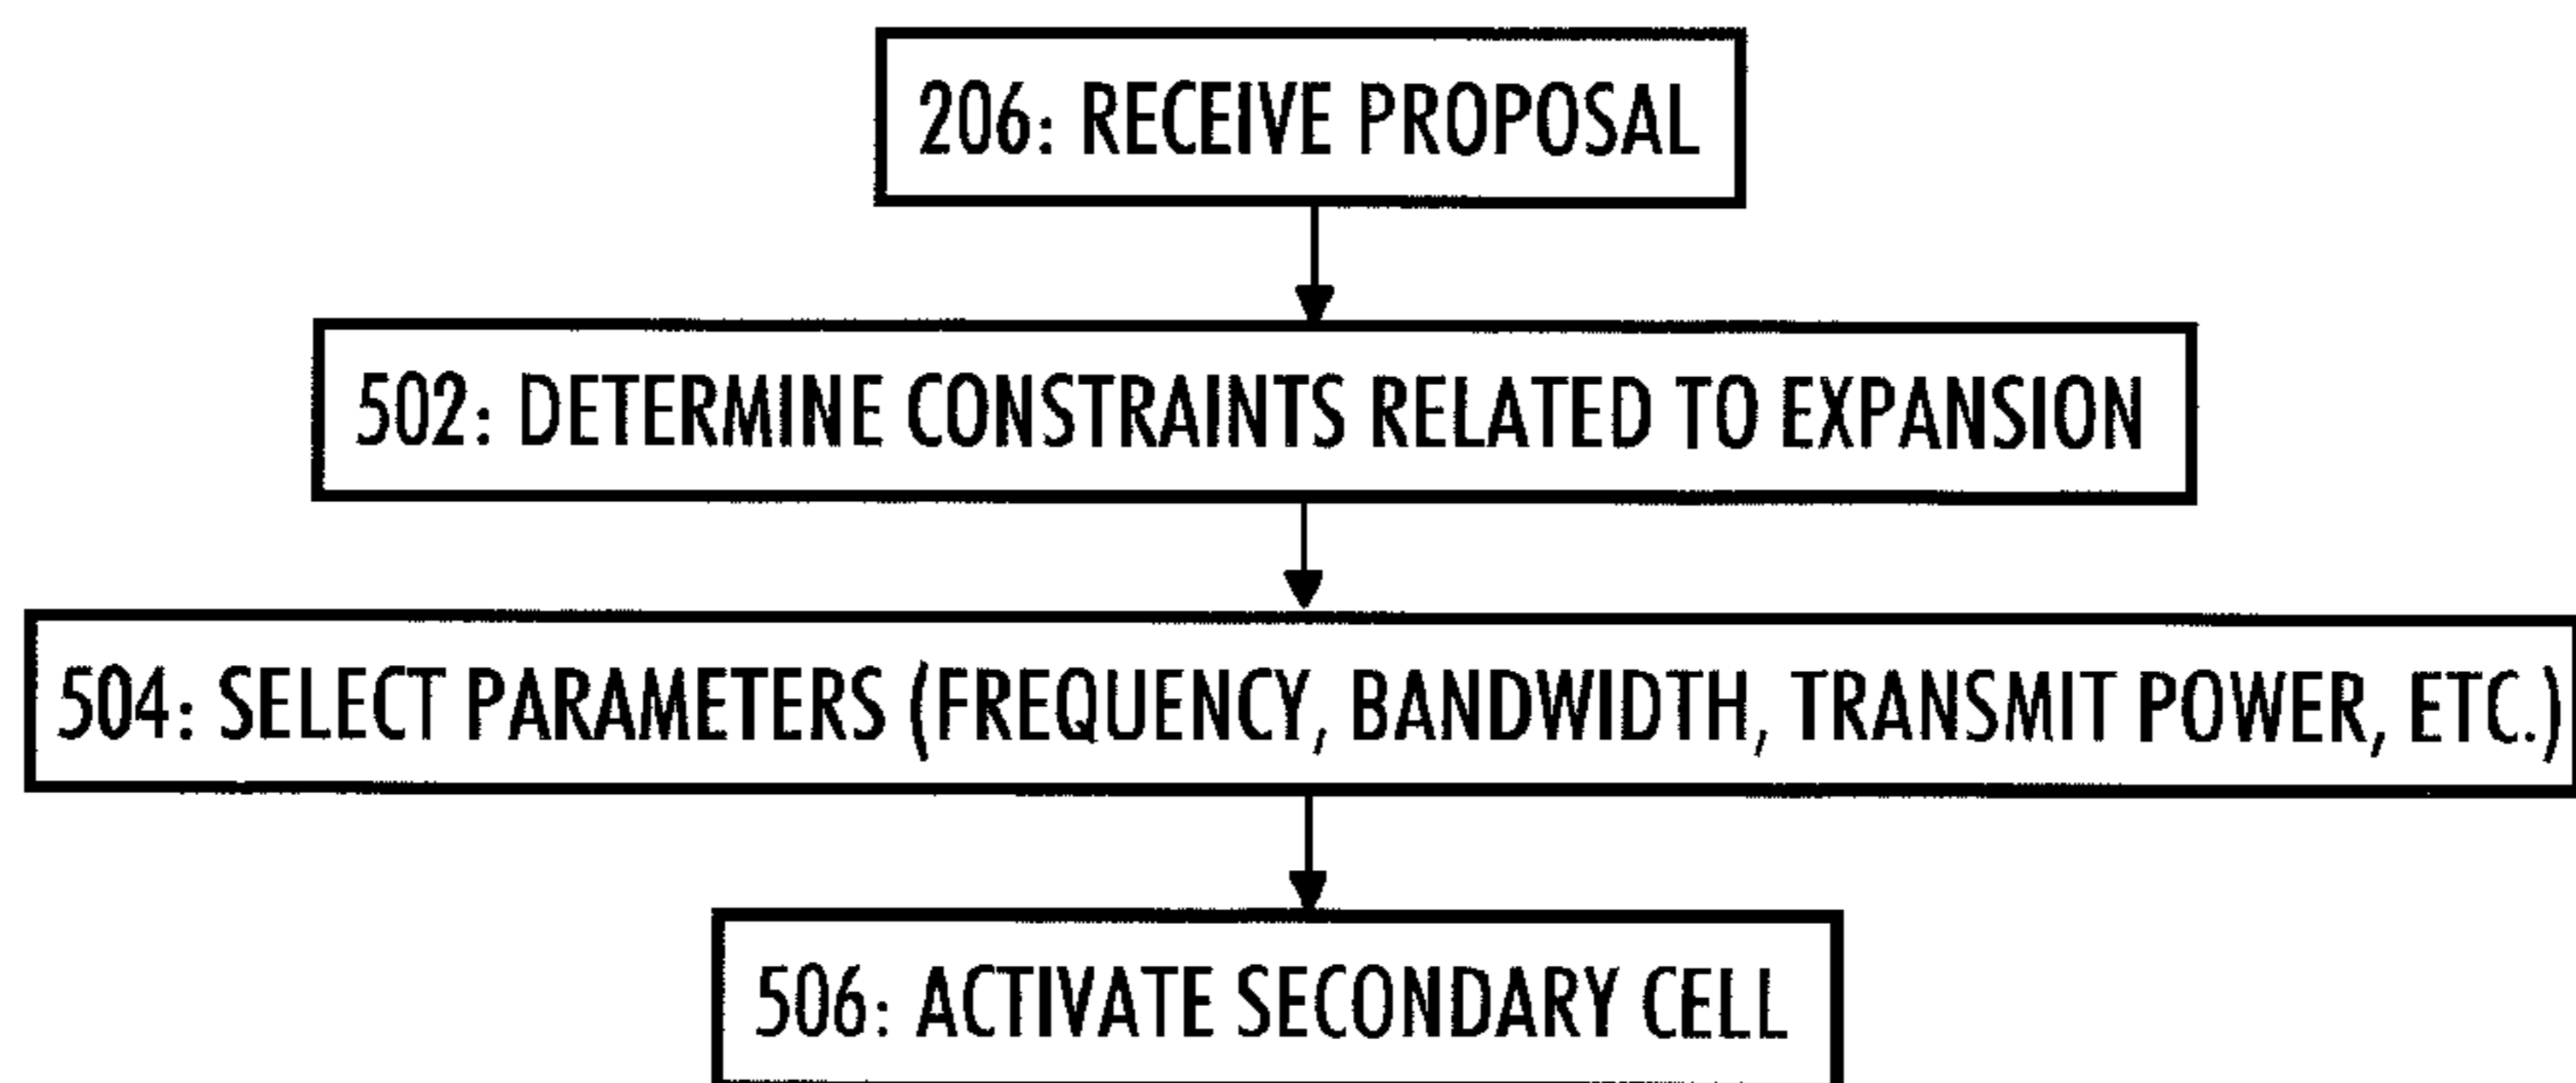 206: RECEIVE PROPOSAL
502: DETERMINE CONSTRAINTS RELATED TO EXPANSION
504: SELECT PARAMETERS (FREQUENCY, BANDWIDTH, TRANSMIT POWER, ETC.)
506: ACTIVATE SECONDARY CELL